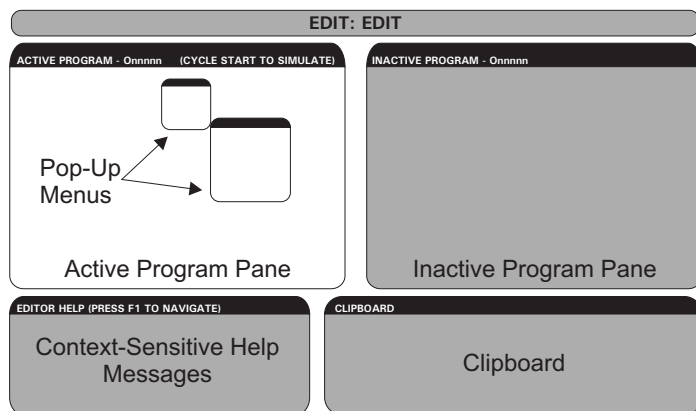 EDIT: EDIT
ACTIVE PROGRAM - Onnnnn (CYCLE START TO SIMULATE)
Pop-Up
Menus
Active Program Pane
INACTIVE PROGRAM - Onnnnn
Inactive Program Pane
EDITOR HELP (PRESS F1 TO NAVIGATE)
Context-Sensitive Help
Messages
CLIPBOARD
Clipboard